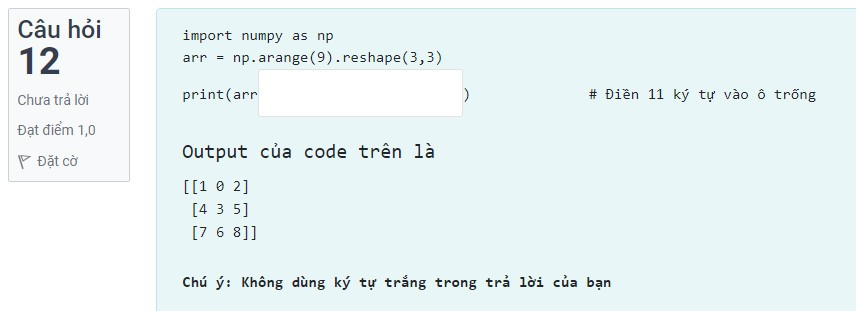 Câu hỏi
12
Chưa trả lời
Đạt điểm 1,0
Đặt cờ
import numpy as np
arr = np.arange(9).reshape(3,3)
print(arr ) # Điền 11 ký tự vào ô trống
Output của code trên là
[[1 0 2]
[4 3 5]
[7 6 8]]
Chú ý: Không dùng ký tự trắng trong trả lời của bạn